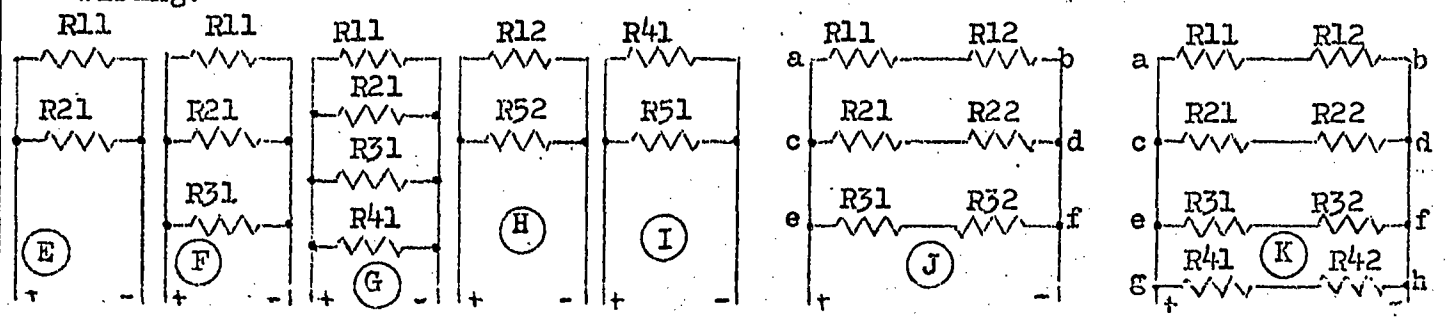 R11 R11 R11 R12 R41 R11 R12 R11 R12
a b a b
R21 R21 R21 R52 R51 R21 R22 R21 R22
c d c d
R31 R31 R31 R32 R31 R32
e f e f
R41 R41 R42
g h
E F G H I J K
+ - + - + - + - + - + - + -